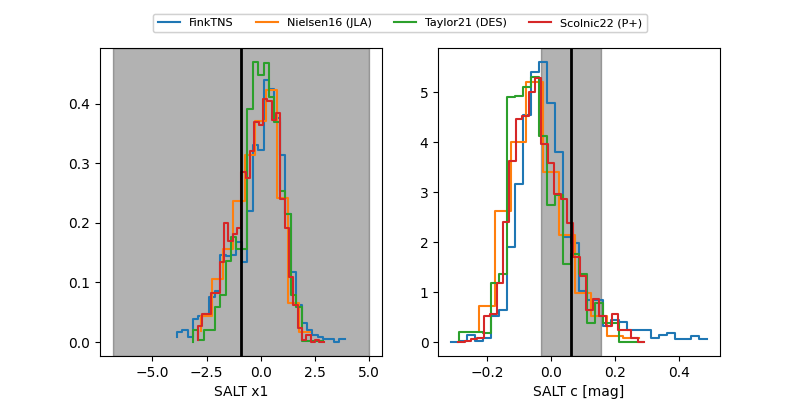 FinkTNS Nielsen16 (JLA) Taylor21 (DES) Scolnic22 (P+)
0.4
0.3
0.2
0.1
0.0
−5.0 −2.5 0.0 2.5 5.0
SALT x1
5
4
3
2
1
0
−0.2 0.0 0.2 0.4
SALT c [mag]